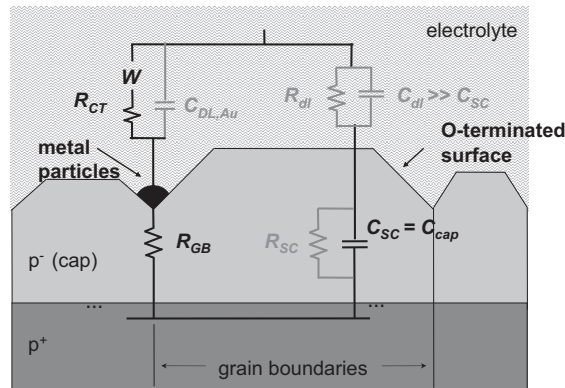 electrolyte
W
R_CT
C_DL,Au
R_dl
C_dl >> C_SC
O-terminated
surface
metal
particles
R_GB
R_SC
C_SC = C_cap
p⁻ (cap)
...
...
p⁺
grain boundaries